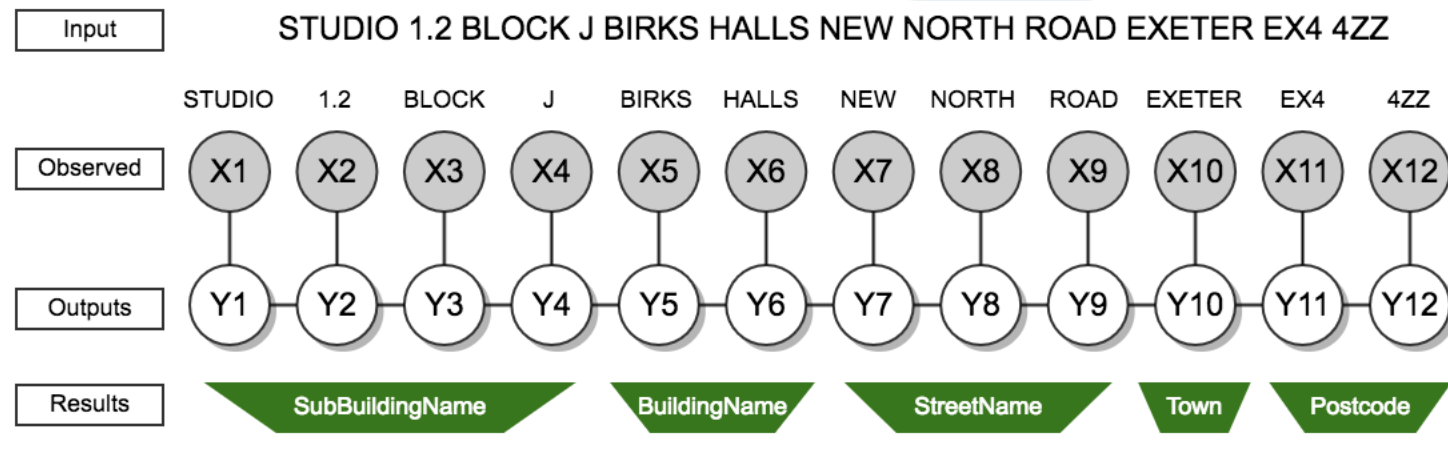 Input STUDIO 1.2 BLOCK J BIRKS HALLS NEW NORTH ROAD EXETER EX4 4ZZ
STUDIO 1.2 BLOCK J BIRKS HALLS NEW NORTH ROAD EXETER EX4 4ZZ
Observed X1 X2 X3 X4 X5 X6 X7 X8 X9 X10 X11 X12
Outputs Y1 Y2 Y3 Y4 Y5 Y6 Y7 Y8 Y9 Y10 Y11 Y12
Results SubBuildingName BuildingName StreetName Town Postcode